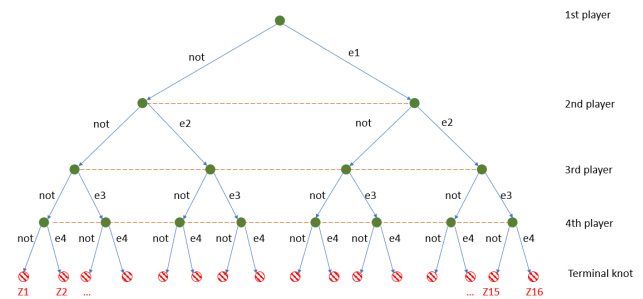 1st player
not
e1
2nd player
not
e2
not
e2
3rd player
not
e3
not
e3
not
e3
not
e3
4th player
not
e4
not
e4
not
e4
not
e4
not
e4
not
e4
not
e4
not
e4
Terminal knot
Z1
Z2
...
...
Z15
Z16